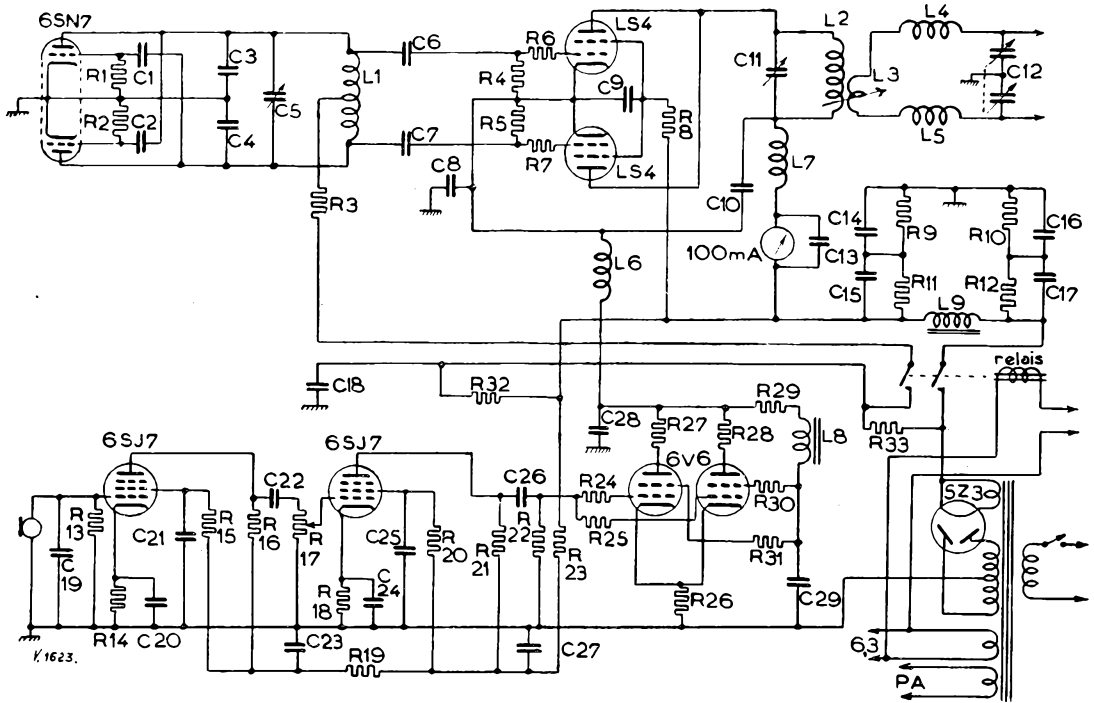 6SN7
LS4
L2
L4
C6
R6
C3
R1
C1
L1
C11
L3
C12
R4
C9
C5
R5
R8
R2
C2
C4
C7
R7
LS4
L5
L7
C8
R3
C10
C14
R9
R10
C16
100mA
C13
L6
C15
R11
R12
C17
L9
relais
C18
R32
R29
C28
R27
R28
L8
R33
6SJ7
6SJ7
6V6
C22
C26
R24
R30
SZ3
R13
C21
R15
R16
R17
C25
R20
R21
R22
R23
R25
R31
C19
C24
R18
R26
C29
R14
C20
C23
C27
V.1623.
R19
6,3
PA